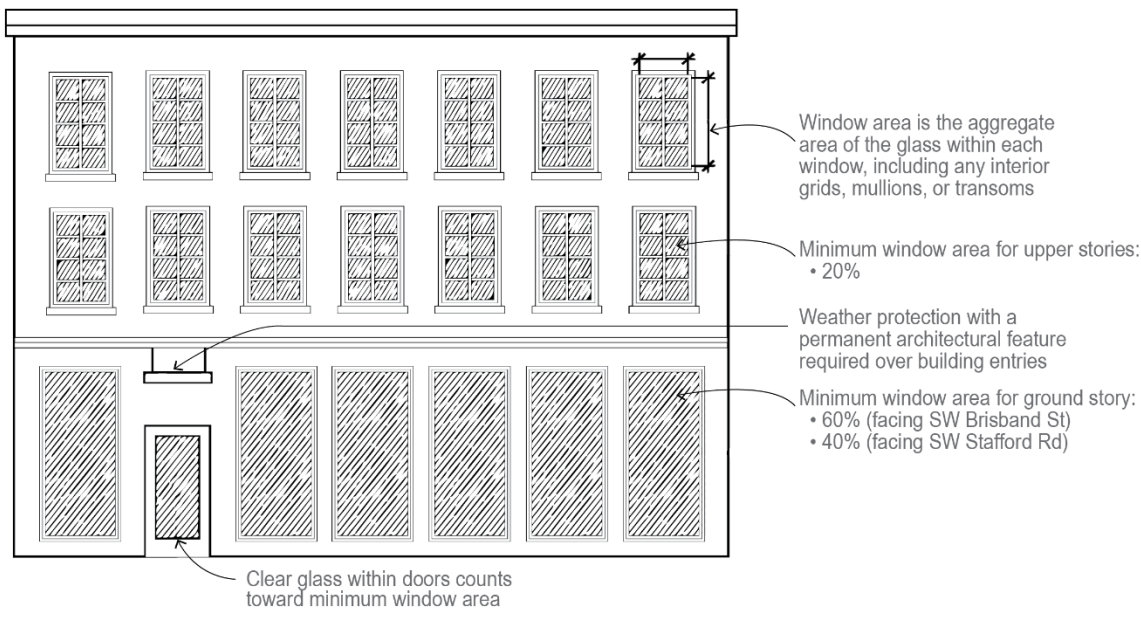 Window area is the aggregate
area of the glass within each
window, including any interior
grids, mullions, or transoms
Minimum window area for upper stories:
• 20%
Weather protection with a
permanent architectural feature
required over building entries
Minimum window area for ground story:
• 60% (facing SW Brisband St)
• 40% (facing SW Stafford Rd)
Clear glass within doors counts
toward minimum window area